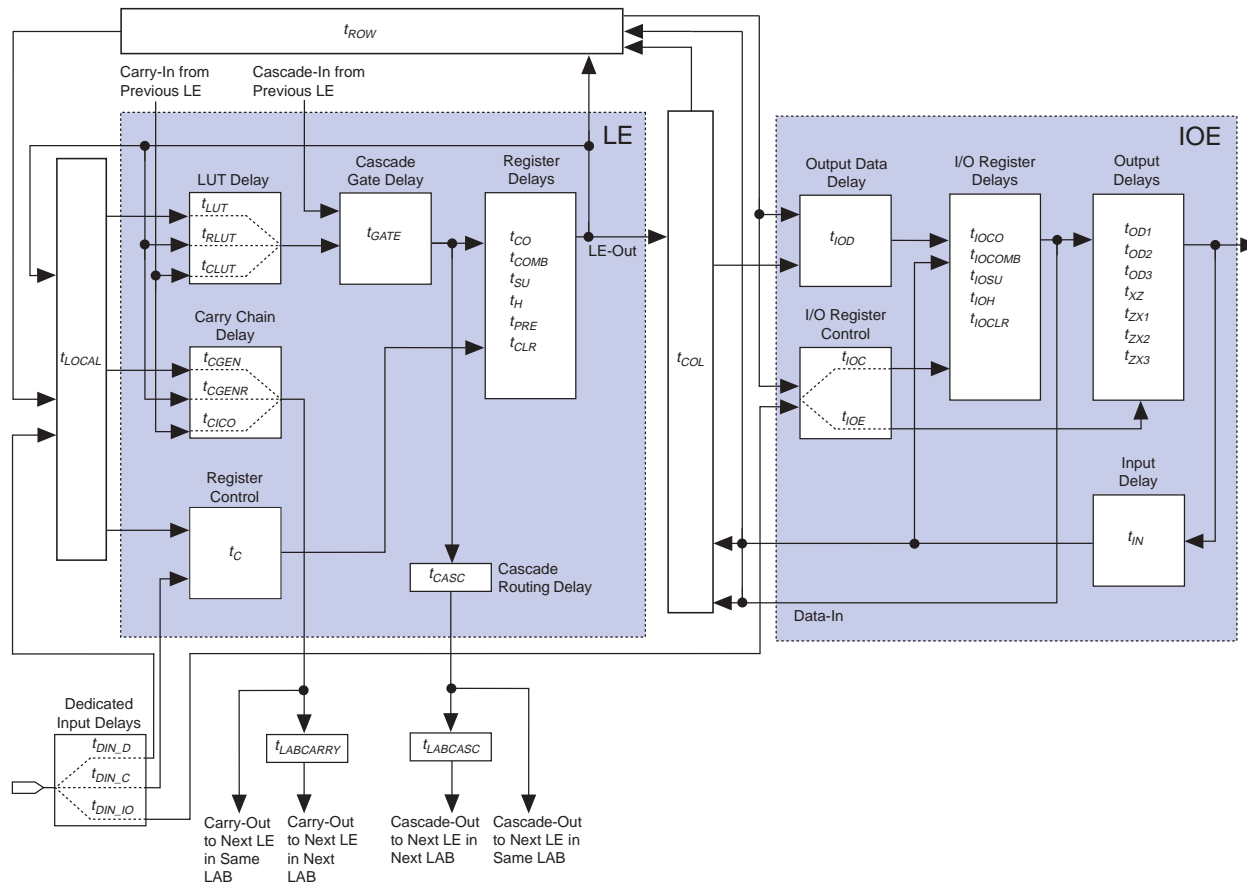 tROW
Carry-In from
Previous LE
Cascade-In from
Previous LE
LE
IOE
LUT Delay
Cascade
Gate Delay
Register
Delays
Output Data
Delay
I/O Register
Delays
Output
Delays
tLUT
tRLUT
tCLUT
tGATE
tCO
tCOMB
tSU
tH
tPRE
tCLR
LE-Out
tIOD
tIOCO
tIOCOMB
tIOSU
tIOH
tIOCLR
tOD1
tOD2
tOD3
tXZ
tZX1
tZX2
tZX3
tLOCAL
Carry Chain
Delay
tCGEN
tCGENR
tCICO
tCOL
I/O Register
Control
tIOC
tIOE
Register
Control
tC
Input
Delay
tIN
tCASC
Cascade
Routing Delay
Data-In
Dedicated
Input Delays
tDIN_D
tDIN_C
tDIN_IO
tLABCARRY
tLABCASC
Carry-Out
to Next LE
in Same
LAB
Carry-Out
to Next LE
in Next
LAB
Cascade-Out
to Next LE in
Next LAB
Cascade-Out
to Next LE in
Same LAB